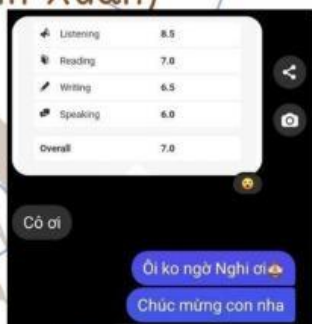 Listening 8.5
Reading 7.0
Writing 6.5
Speaking 6.0
Overall 7.0
Cô ơi
Ôi ko ngờ Nghi ơi
Chúc mừng con nha